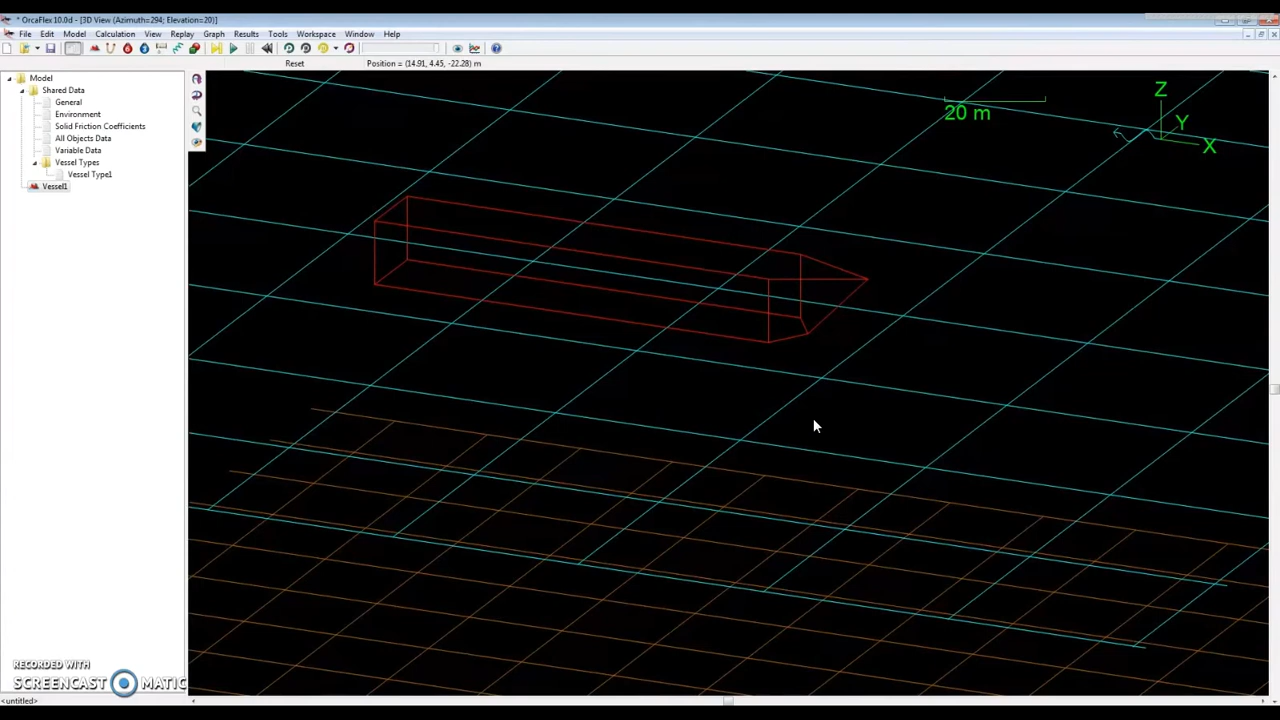 * OrcaFlex 10.0d - [3D View (Azimuth=294; Elevation=20)]
File Edit Model Calculation View Replay Graph Results Tools Workspace Window Help
Reset Position = (14.91, 4.45, -22.28) m
Model
Shared Data
General
Environment
Solid Friction Coefficients
All Objects Data
Variable Data
Vessel Types
Vessel Type1
Vessel1
20 m
Z
Y
X
RECORDED WITH
SCREENCAST MATIC
<untitled>